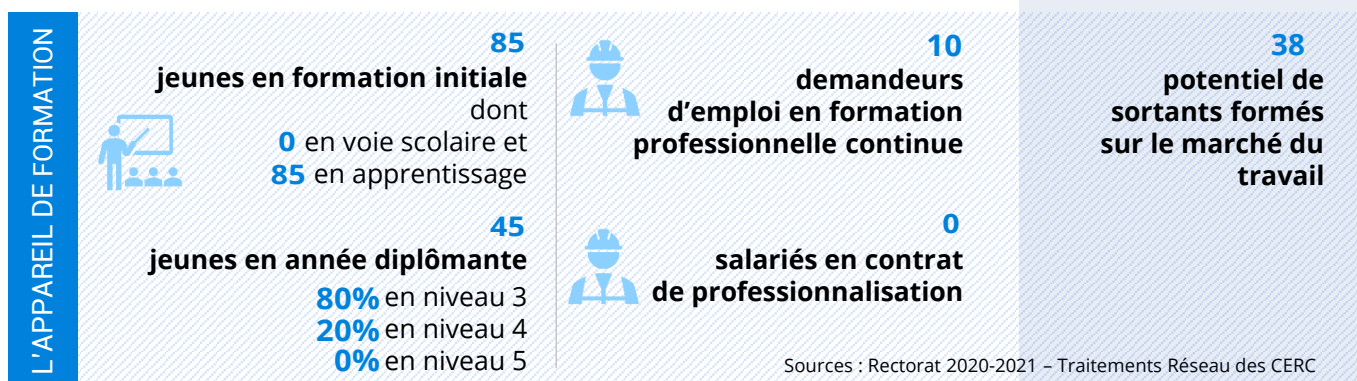 L'APPAREIL DE FORMATION
85
jeunes en formation initiale
dont
0 en voie scolaire et
85 en apprentissage
45
jeunes en année diplômante
80% en niveau 3
20% en niveau 4
0% en niveau 5
10
demandeurs
d’emploi en formation
professionnelle continue
0
salariés en contrat
de professionnalisation
38
potentiel de
sortants formés
sur le marché du
travail
Sources : Rectorat 2020-2021 – Traitements Réseau des CERC